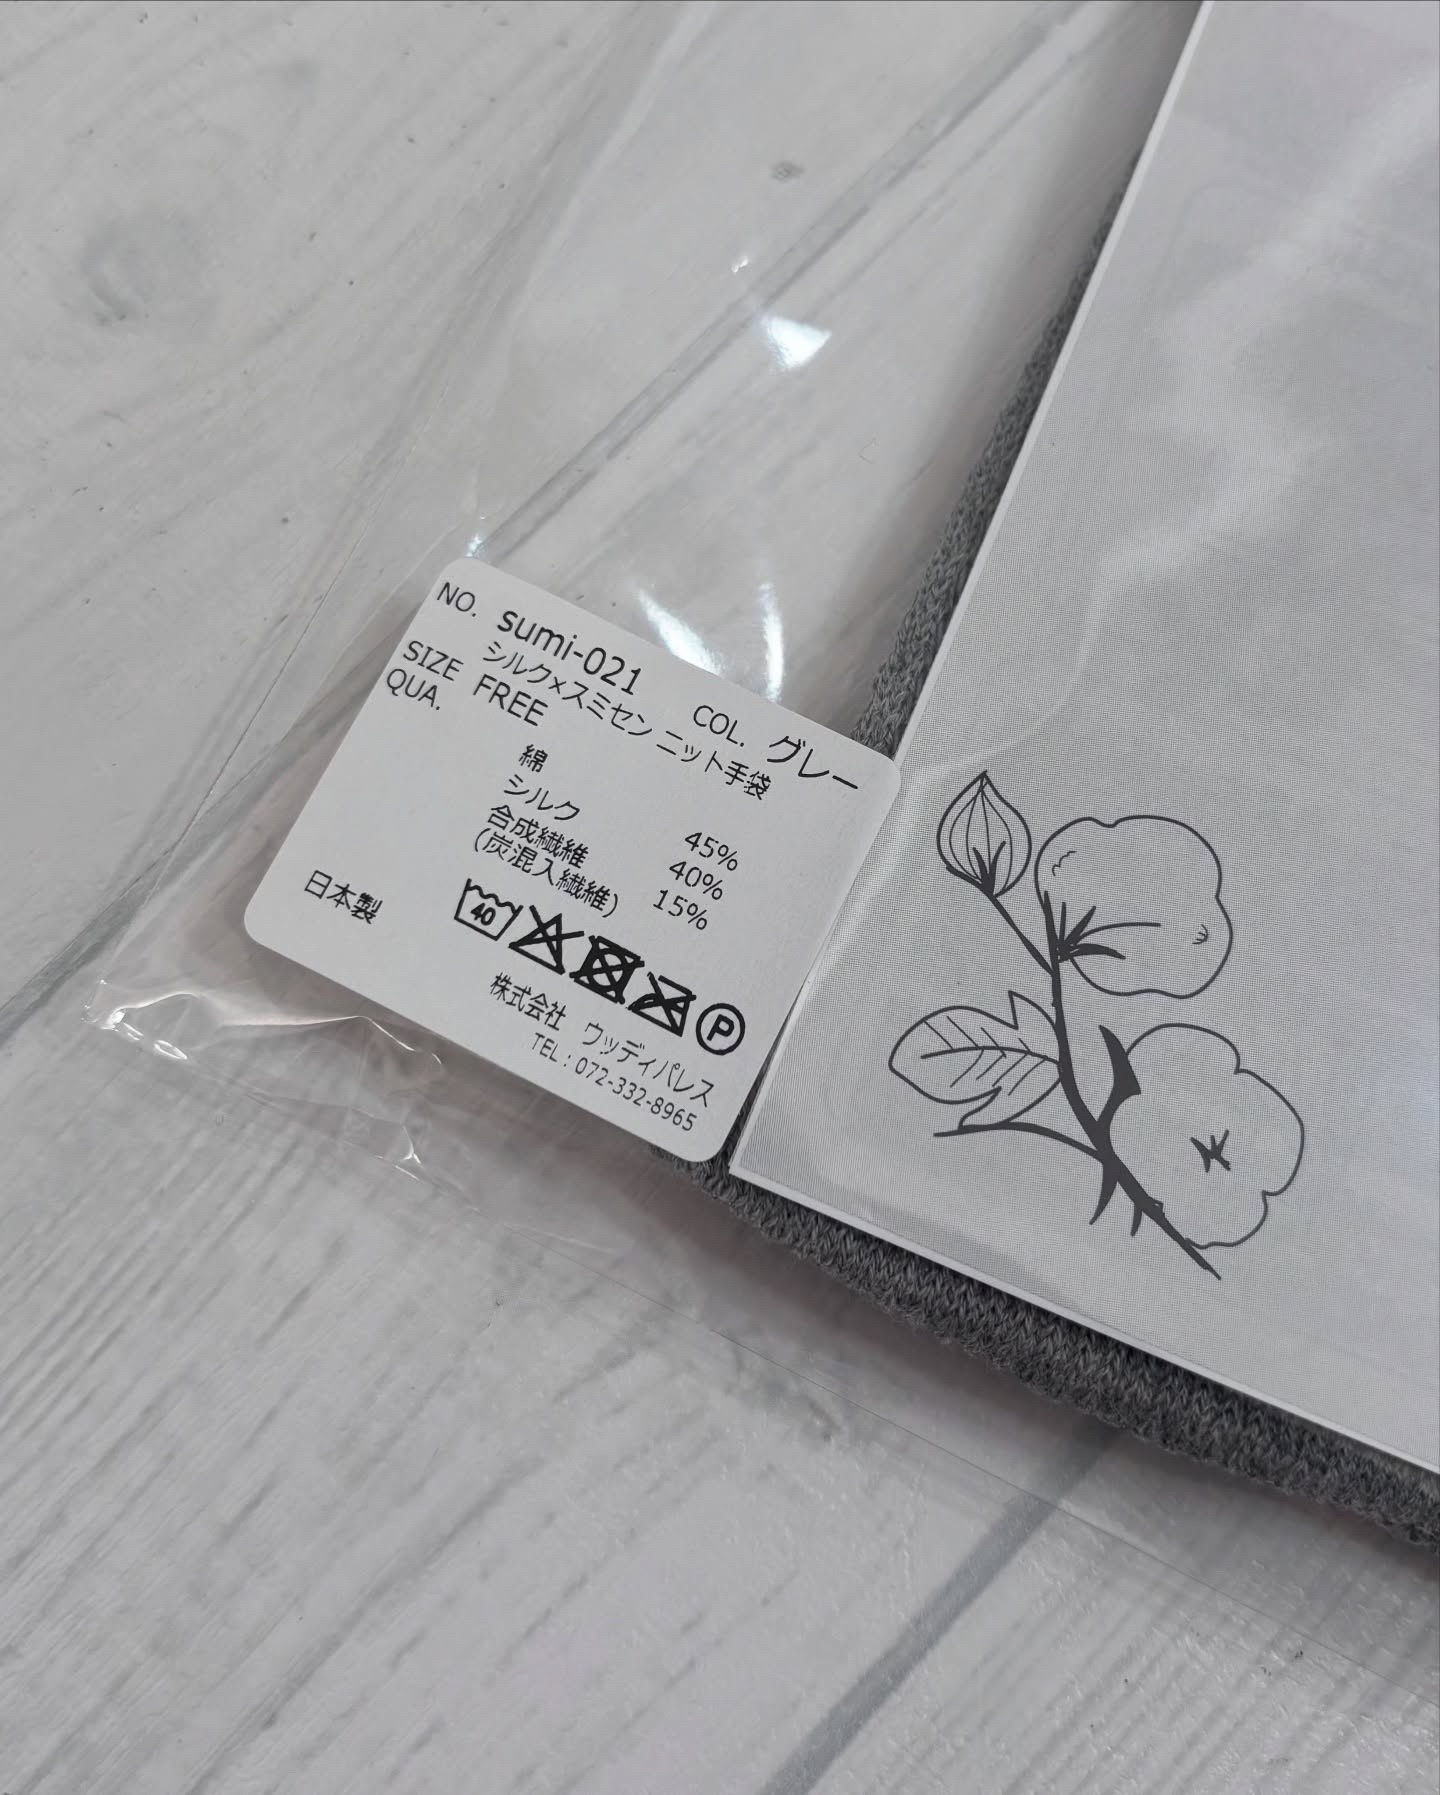 NO. sumi-021 COL. グレー
シルク×スミセン ニット手袋
SIZE FREE
QUA.
綿 45%
シルク 40%
合成繊維 15%
(炭混入繊維)
日本製
40
P
株式会社 ウッディパレス
TEL：072-332-8965